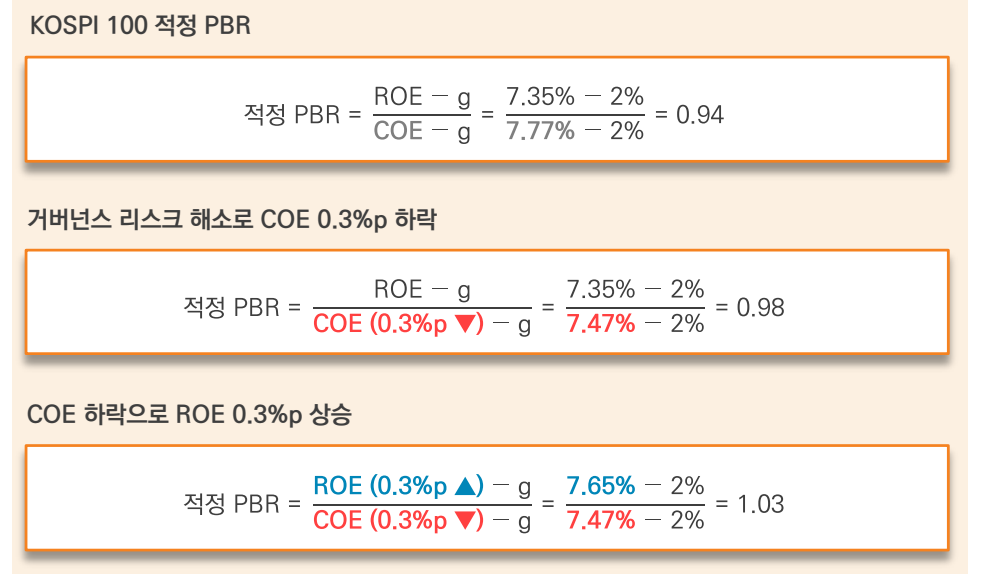 KOSPI 100 적정 PBR
적정 PBR = (ROE − g) / (COE − g) = (7.35% − 2%) / (7.77% − 2%) = 0.94
거버넌스 리스크 해소로 COE 0.3%p 하락
적정 PBR = (ROE − g) / (COE (0.3%p ▼) − g) = (7.35% − 2%) / (7.47% − 2%) = 0.98
COE 하락으로 ROE 0.3%p 상승
적정 PBR = (ROE (0.3%p ▲) − g) / (COE (0.3%p ▼) − g) = (7.65% − 2%) / (7.47% − 2%) = 1.03